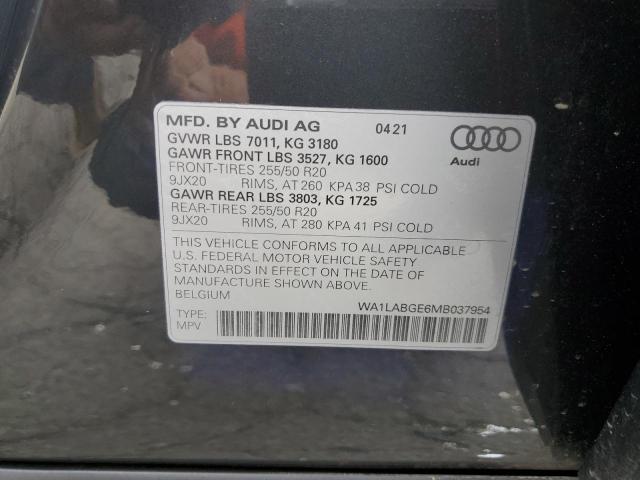 MFD. BY AUDI AG 0421
GVWR LBS 7011, KG 3180
GAWR FRONT LBS 3527, KG 1600
FRONT-TIRES 255/50 R20
9JX20 RIMS, AT 260 KPA 38 PSI COLD
GAWR REAR LBS 3803, KG 1725
REAR-TIRES 255/50 R20
9JX20 RIMS, AT 280 KPA 41 PSI COLD
Audi
THIS VEHICLE CONFORMS TO ALL APPLICABLE
U.S. FEDERAL MOTOR VEHICLE SAFETY
STANDARDS IN EFFECT ON THE DATE OF
MANUFACTURE SHOWN ABOVE.
BELGIUM
WA1LABGE6MB037954
TYPE:
MPV